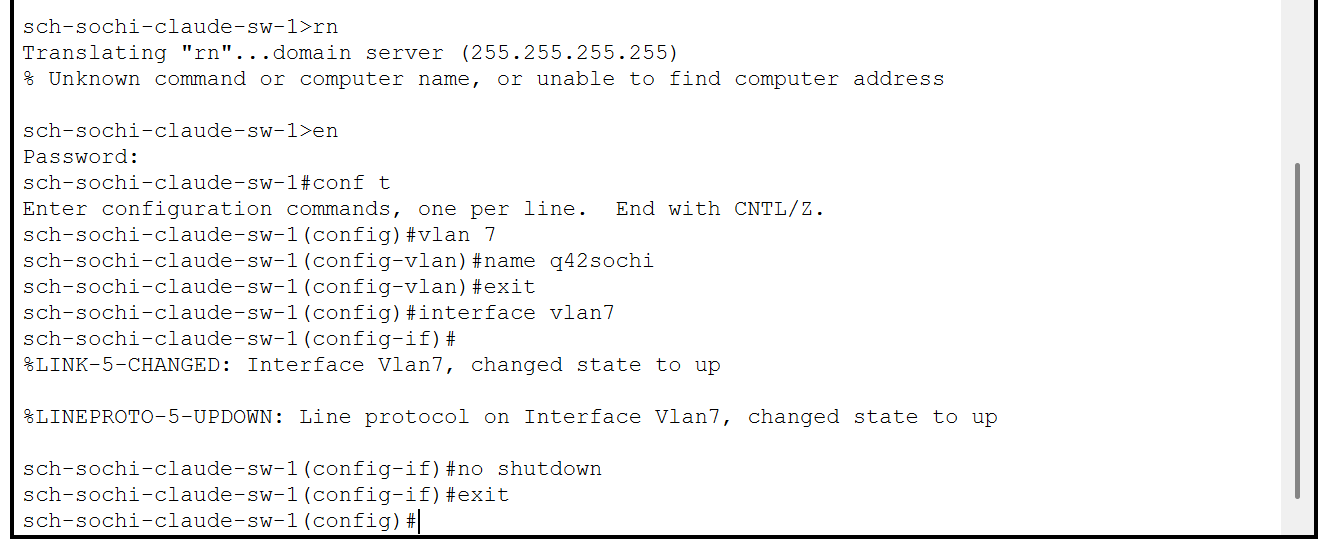 sch-sochi-claude-sw-1>rn
Translating "rn"...domain server (255.255.255.255)
% Unknown command or computer name, or unable to find computer address
sch-sochi-claude-sw-1>en
Password:
sch-sochi-claude-sw-1#conf t
Enter configuration commands, one per line.  End with CNTL/Z.
sch-sochi-claude-sw-1(config)#vlan 7
sch-sochi-claude-sw-1(config-vlan)#name q42sochi
sch-sochi-claude-sw-1(config-vlan)#exit
sch-sochi-claude-sw-1(config)#interface vlan7
sch-sochi-claude-sw-1(config-if)#
%LINK-5-CHANGED: Interface Vlan7, changed state to up
%LINEPROTO-5-UPDOWN: Line protocol on Interface Vlan7, changed state to up
sch-sochi-claude-sw-1(config-if)#no shutdown
sch-sochi-claude-sw-1(config-if)#exit
sch-sochi-claude-sw-1(config)#